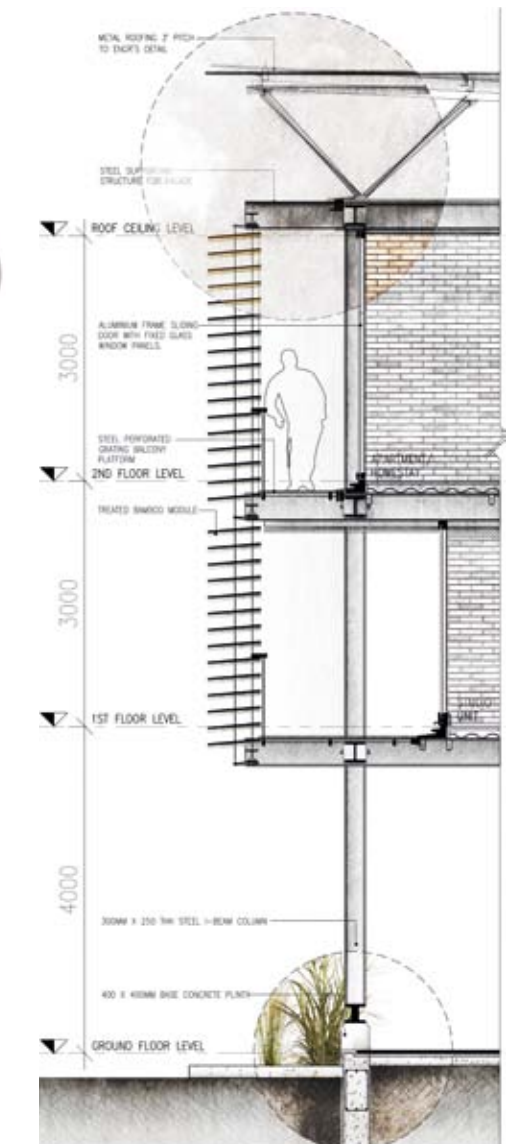 METAL ROOFING 3° PITCH
TO ENGR'S DETAIL
STEEL SUPPORTING
STRUCTURE FOR FACADE
ROOF CEILING LEVEL
3000
ALUMINIUM FRAME SLIDING
DOOR WITH FIXED GLASS
WINDOW PANELS.
STEEL PERFORATED
GRATING BALCONY
PLATFORM
APARTMENT/
HOMESTAY
2ND FLOOR LEVEL
TREATED BAMBOO MODULE
3000
STUDIO
UNIT.
1ST FLOOR LEVEL
4000
300MM X 250 THK STEEL I-BEAM COLUMN
400 X 400MM BASE CONCRETE PLINTH
GROUND FLOOR LEVEL